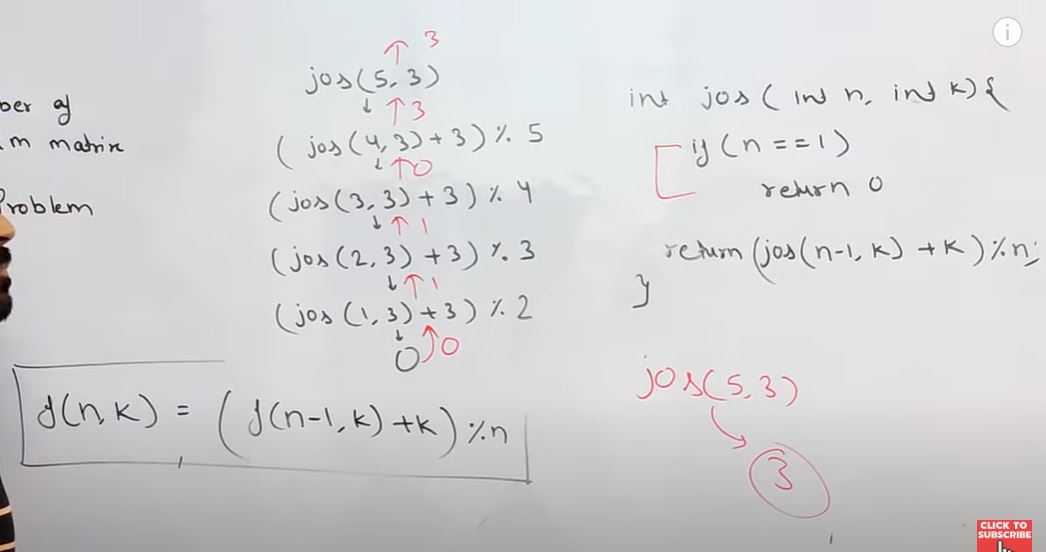 of
m matrix
Problem
3
jos(5, 3)
↓ ↑3
( jos(4, 3) + 3 ) % 5
↓ ↑0
(jos(3, 3) + 3 ) % 4
↓ ↑ 1
(jos(2, 3) + 3) % 3
↓ ↑ 1
(jos (1, 3) + 3) % 2
↓
0 0
J(n, k) = ( J(n-1, k) + k ) % n
int jos ( int n, int k) {
if (n == 1)
return 0
return (jos(n-1, k) + k ) % n;
}
jos(5, 3)
3
i
CLICK TO
SUBSCRIBE